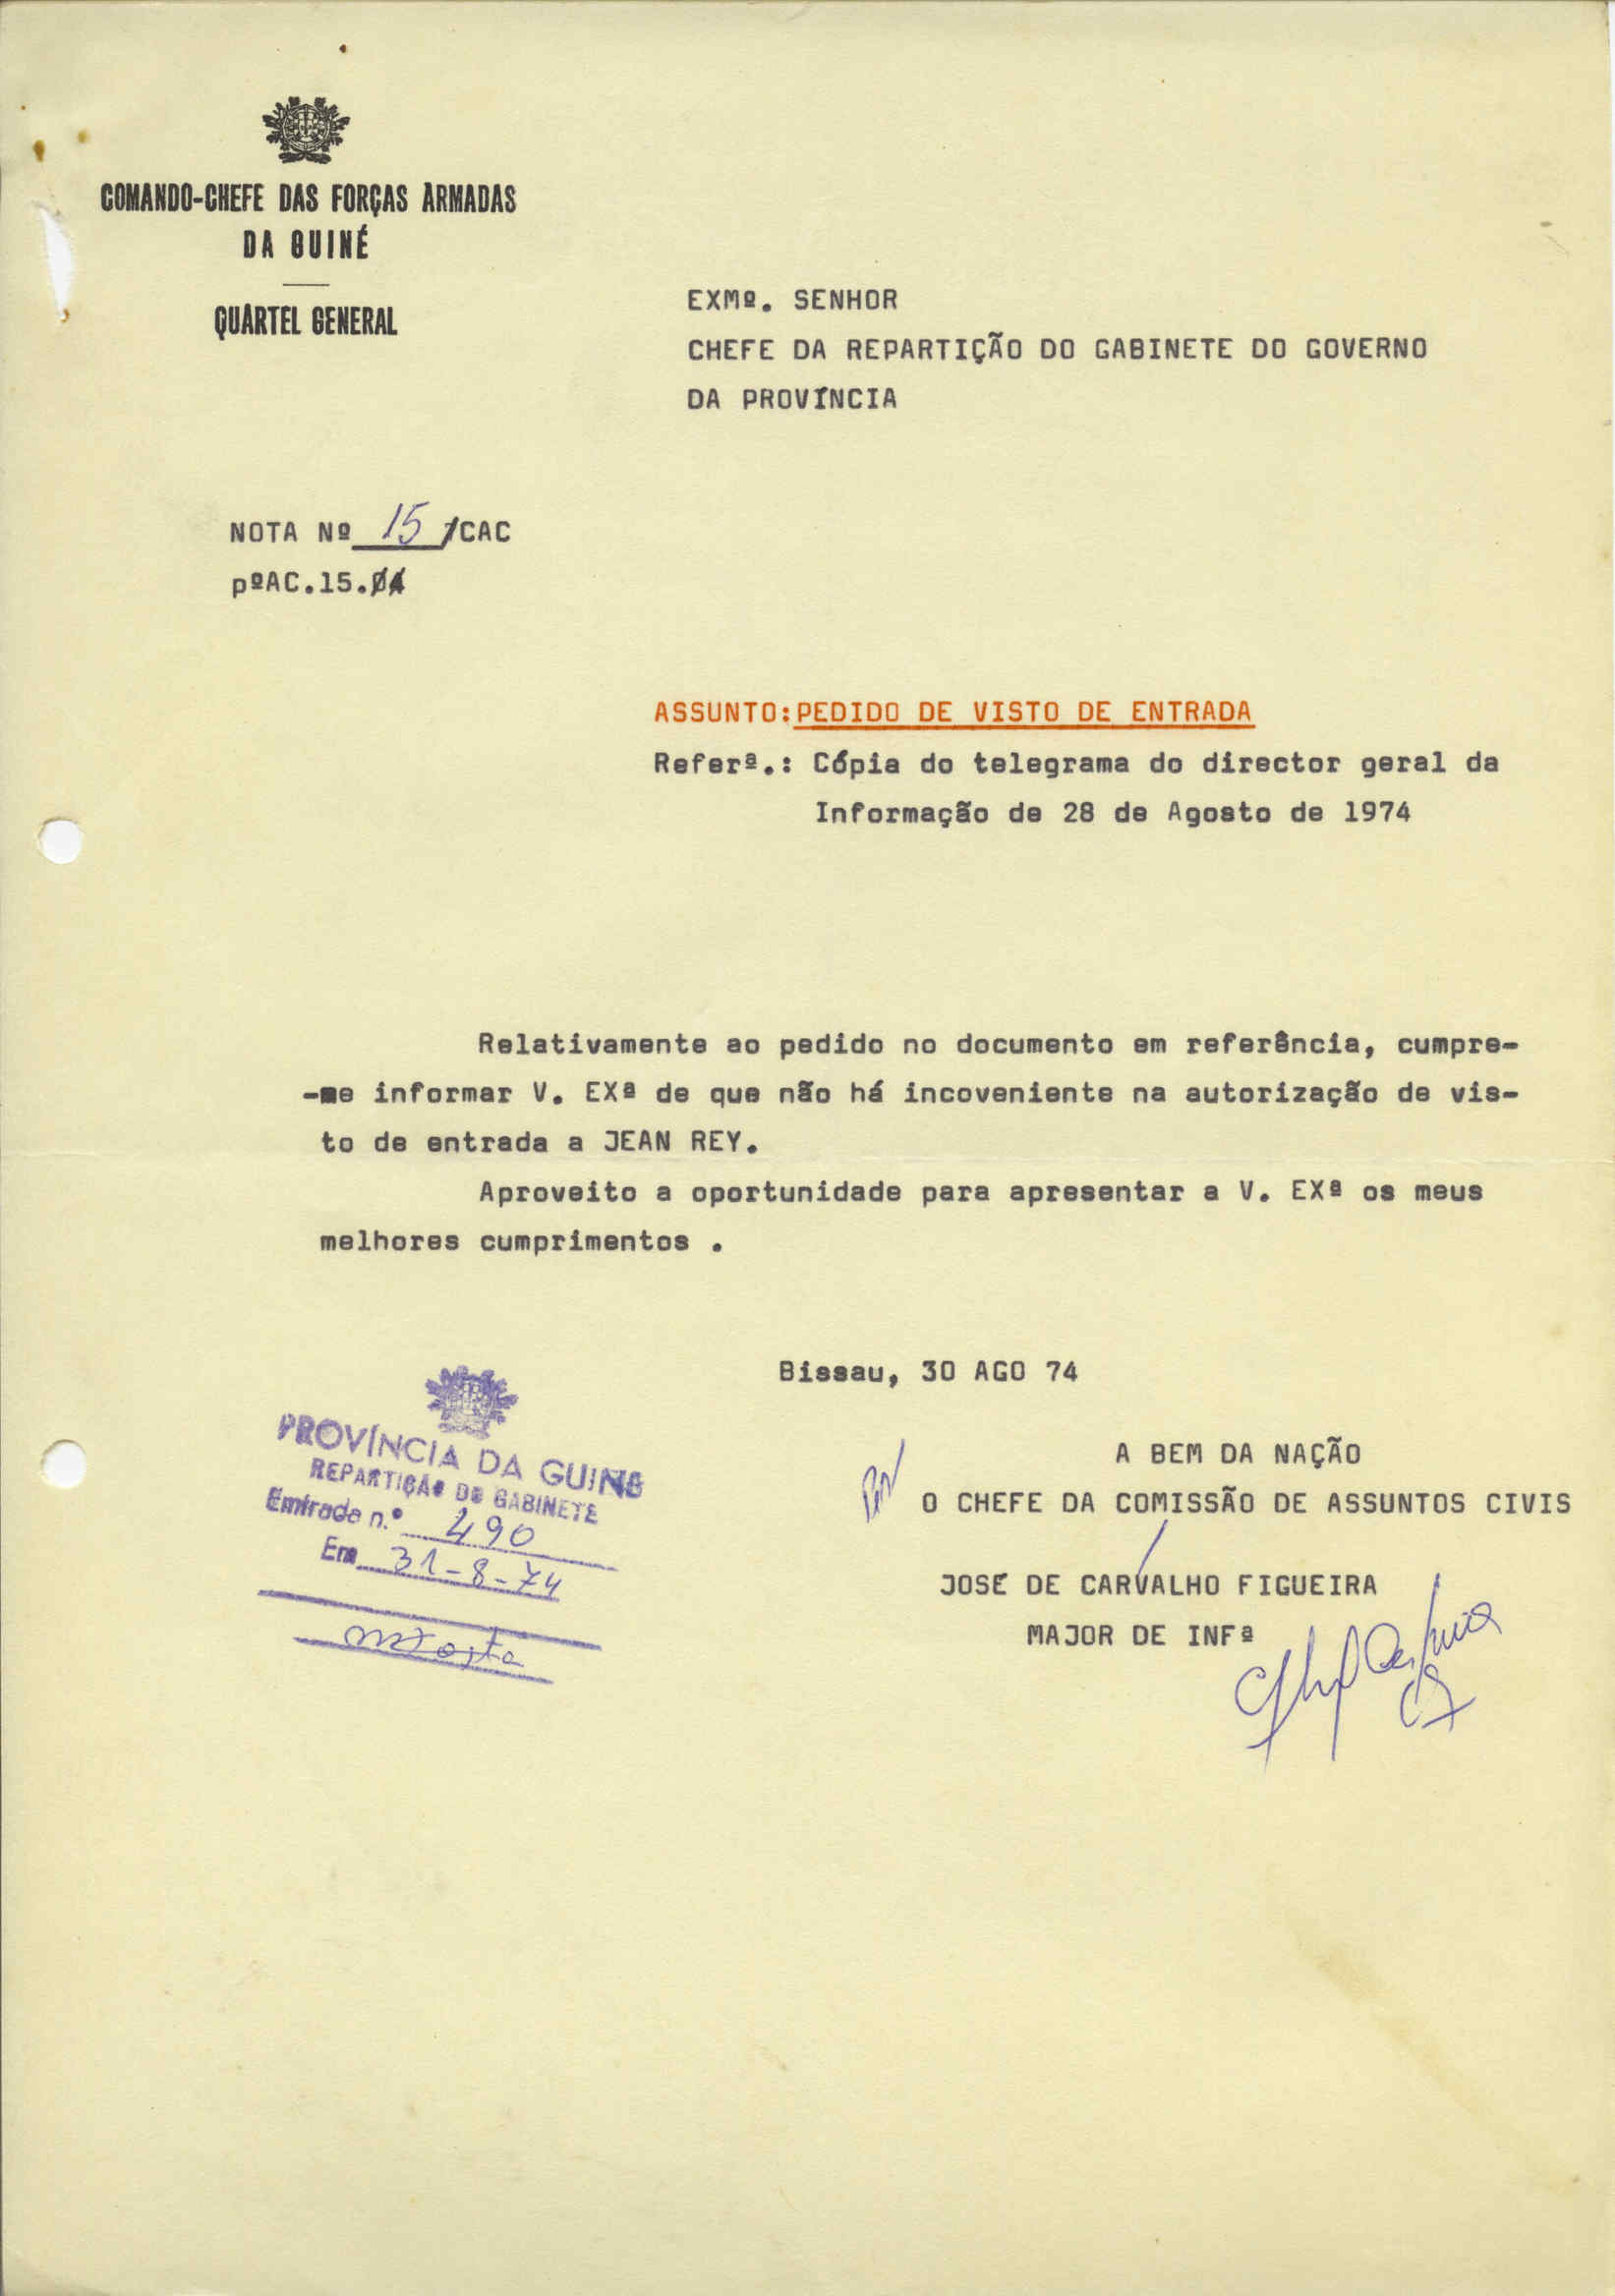 COMANDO-CHEFE DAS FORÇAS ARMADAS
DA GUINÉ
QUARTEL GENERAL
EXMº. SENHOR
CHEFE DA REPARTIÇÃO DO GABINETE DO GOVERNO
DA PROVÍNCIA
NOTA Nº 15/CAC
pºAC.15.
ASSUNTO:PEDIDO DE VISTO DE ENTRADA
Referª.: Cópia do telegrama do director geral da
Informação de 28 de Agosto de 1974
Relativamente ao pedido no documento em referência, cumpre-
-me informar V. EXª de que não há incoveniente na autorização de vis-
to de entrada a JEAN REY.
Aproveito a oportunidade para apresentar a V. EXª os meus
melhores cumprimentos .
Bissau, 30 AGO 74
A BEM DA NAÇÃO
O CHEFE DA COMISSÃO DE ASSUNTOS CIVIS
JOSÉ DE CARVALHO FIGUEIRA
MAJOR DE INFª
PROVÍNCIA DA GUINÉ
REPARTIÇÃO DO GABINETE
Entrada n.º 490
Em 31-8-74